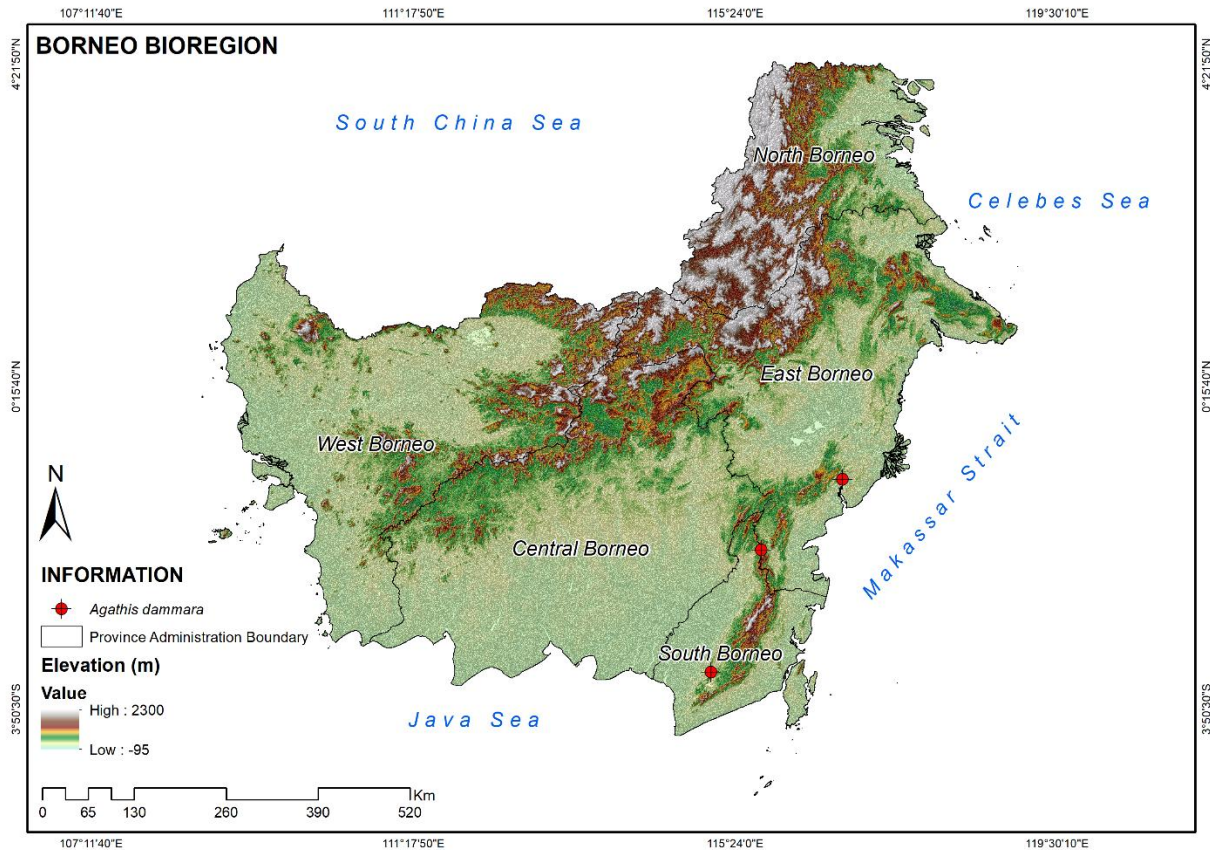 107°11'40"E 111°17'50"E 115°24'0"E 119°30'10"E
BORNEO BIOREGION
4°21'50"N
4°21'50"N
South China Sea
North Borneo
Celebes Sea
0°15'40"N
0°15'40"N
East Borneo
West Borneo
Makassar Strait
N
Central Borneo
INFORMATION
Agathis dammara
Province Administration Boundary
South Borneo
Elevation (m)
Value
High : 2300
Low : -95
3°50'30"S
3°50'30"S
Java Sea
Km
0 65 130 260 390 520
107°11'40"E 111°17'50"E 115°24'0"E 119°30'10"E